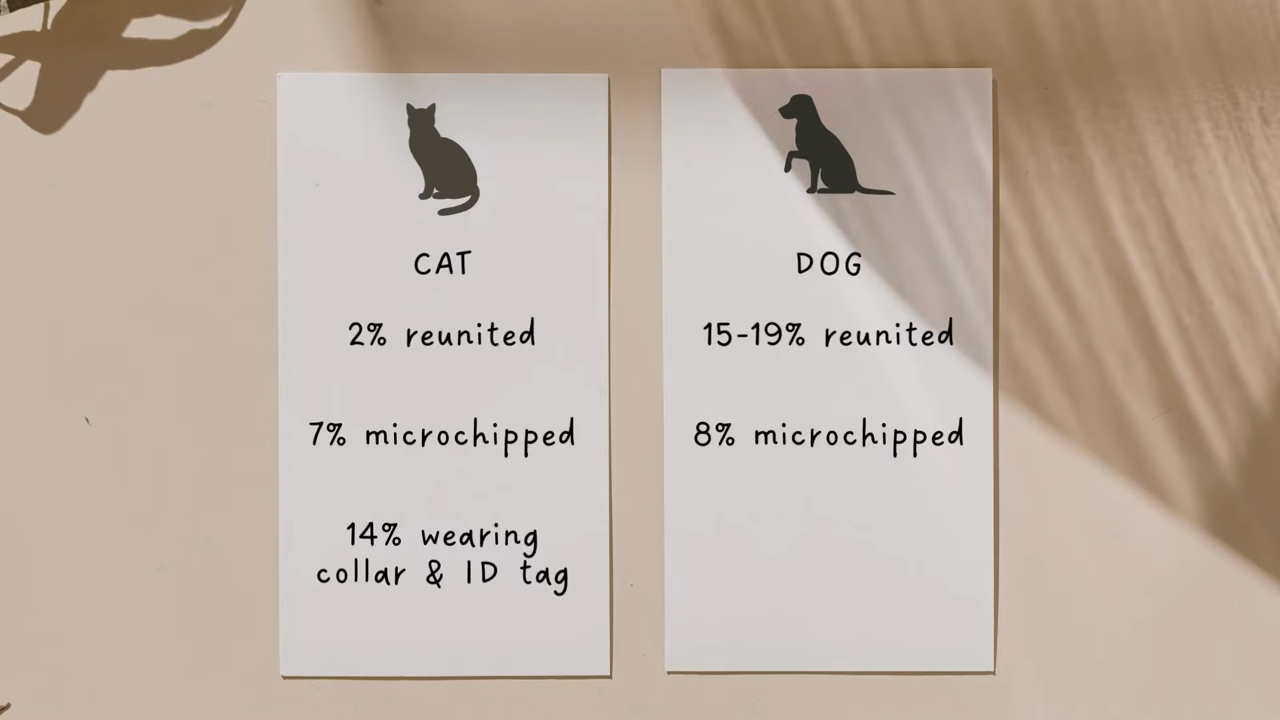 CAT
2% reunited
7% microchipped
14% wearing
collar & ID tag
DOG
15-19% reunited
8% microchipped